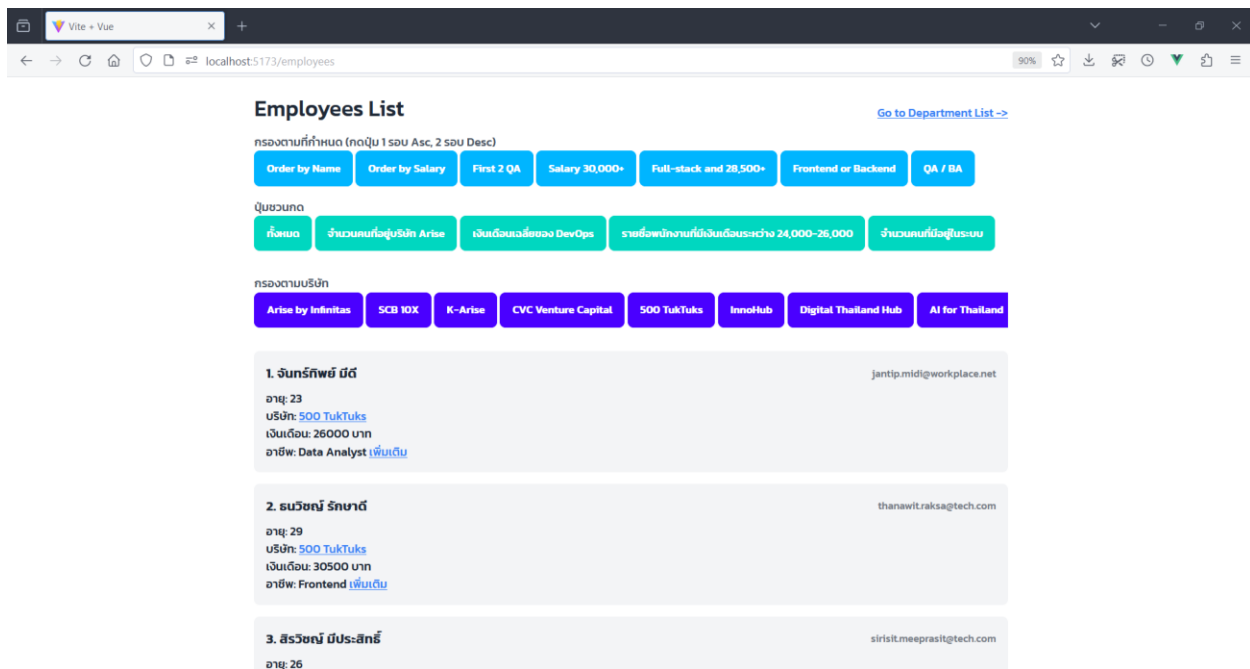 Vite + Vue
localhost:5173/employees
90%
Employees List
Go to Department List ->
กรองตามที่กำหนด (กดปุ่ม 1 รอบ Asc, 2 รอบ Desc)
Order by Name Order by Salary First 2 QA Salary 30,000+ Full-stack and 28,500+ Frontend or Backend QA / BA
ปุ่มชวนกด
ทั้งหมด จำนวนคนที่อยู่บริษัท Arise เงินเดือนเฉลี่ยของ DevOps รายชื่อพนักงานที่มีเงินเดือนระหว่าง 24,000-26,000 จำนวนคนที่มีอยู่ในระบบ
กรองตามบริษัท
Arise by Infinitas SCB 10X K-Arise CVC Venture Capital 500 TukTuks InnoHub Digital Thailand Hub AI for Thailand
1. จันทร์ทิพย์ มีดี
jantip.midi@workplace.net
อายุ: 23
บริษัท: 500 TukTuks
เงินเดือน: 26000 บาท
อาชีพ: Data Analyst เพิ่มเติม
2. ธนวิชญ์ รักษาดี
thanawit.raksa@tech.com
อายุ: 29
บริษัท: 500 TukTuks
เงินเดือน: 30500 บาท
อาชีพ: Frontend เพิ่มเติม
3. สิรวิชญ์ มีประสิทธิ์
sirisit.meeprasit@tech.com
อายุ: 26